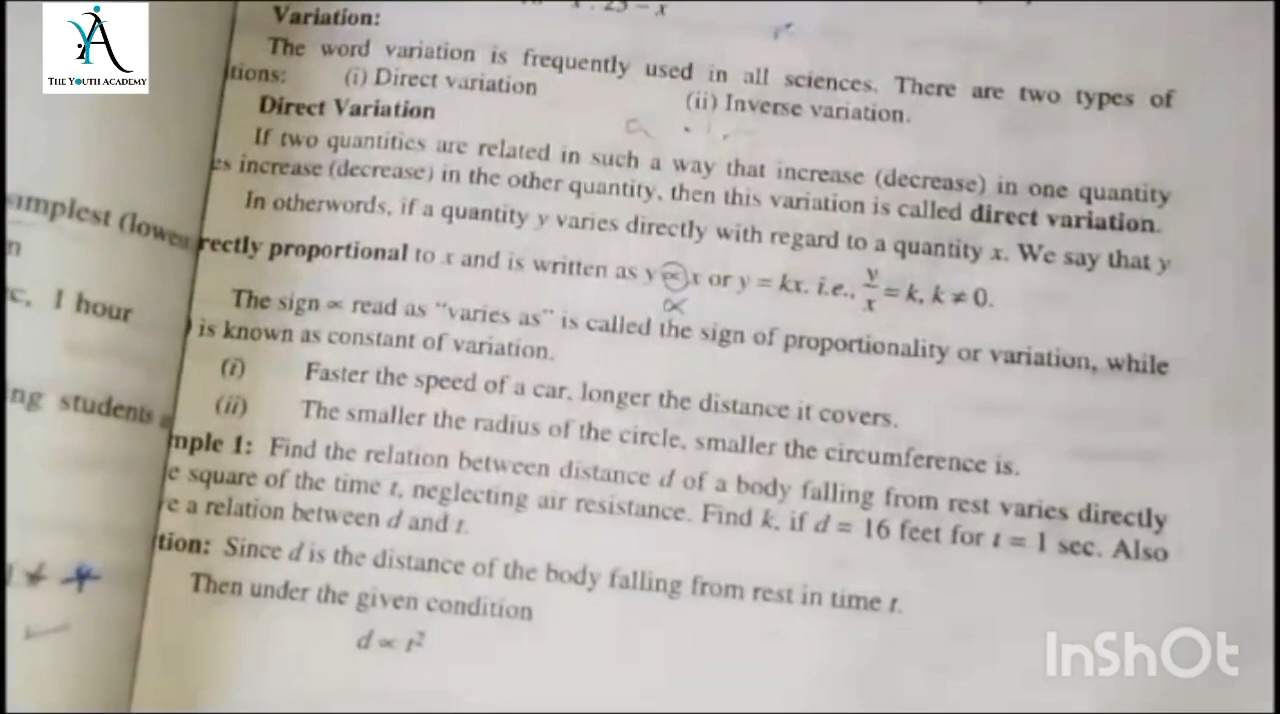 THE YOUTH ACADEMY
x : 25 – x
Variation:
The word variation is frequently used in all sciences. There are two types of
tions: (i) Direct variation (ii) Inverse variation.
Direct Variation
If two quantities are related in such a way that increase (decrease) in one quantity
es increase (decrease) in the other quantity, then this variation is called direct variation.
In otherwords, if a quantity y varies directly with regard to a quantity x. We say that y
rectly proportional to x and is written as y ∝ x or y = kx. i.e., y/x = k, k ≠ 0.
∝
The sign ∝ read as "varies as" is called the sign of proportionality or variation, while
is known as constant of variation.
(i) Faster the speed of a car, longer the distance it covers.
(ii) The smaller the radius of the circle, smaller the circumference is.
mple 1: Find the relation between distance d of a body falling from rest varies directly
e square of the time t, neglecting air resistance. Find k, if d = 16 feet for t = 1 sec. Also
e a relation between d and t.
tion: Since d is the distance of the body falling from rest in time t.
Then under the given condition
d ∝ t²
simplest (lowes
n
c, 1 hour
ng students
InShOt